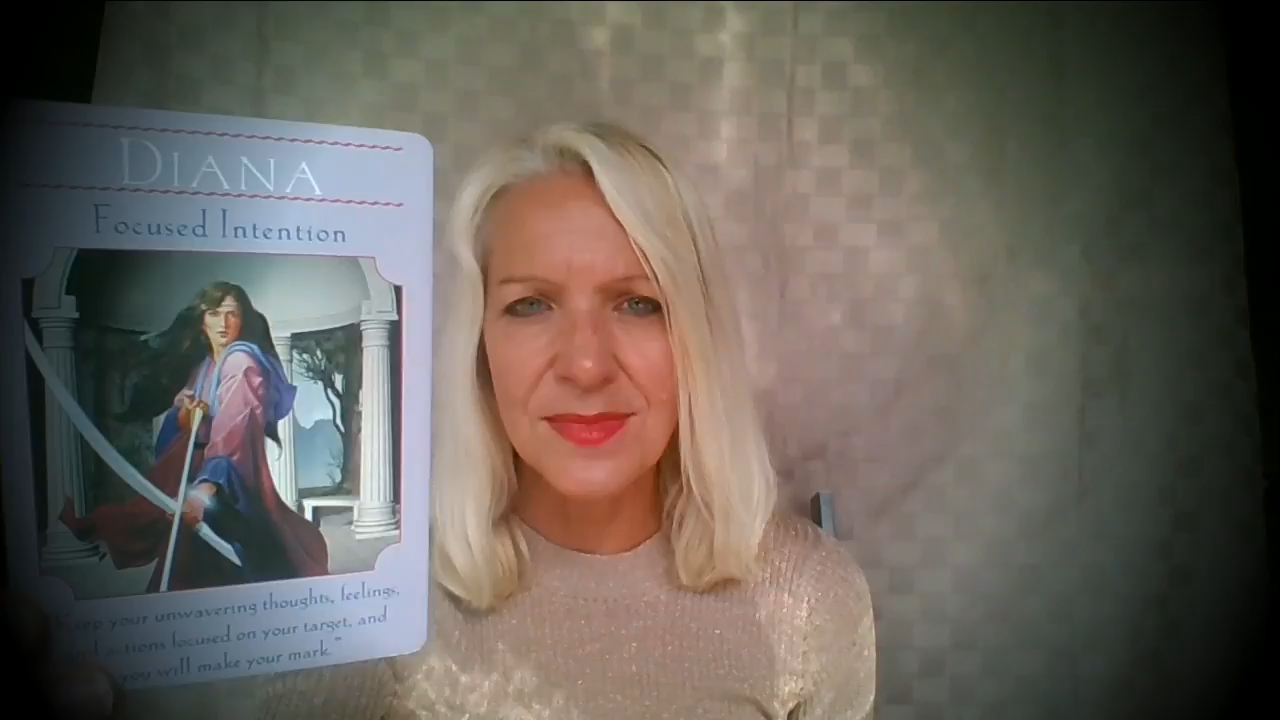 DIANA
Focused Intention
your unwavering thoughts, feelings,
actions focused on your target, and
you will make your mark."